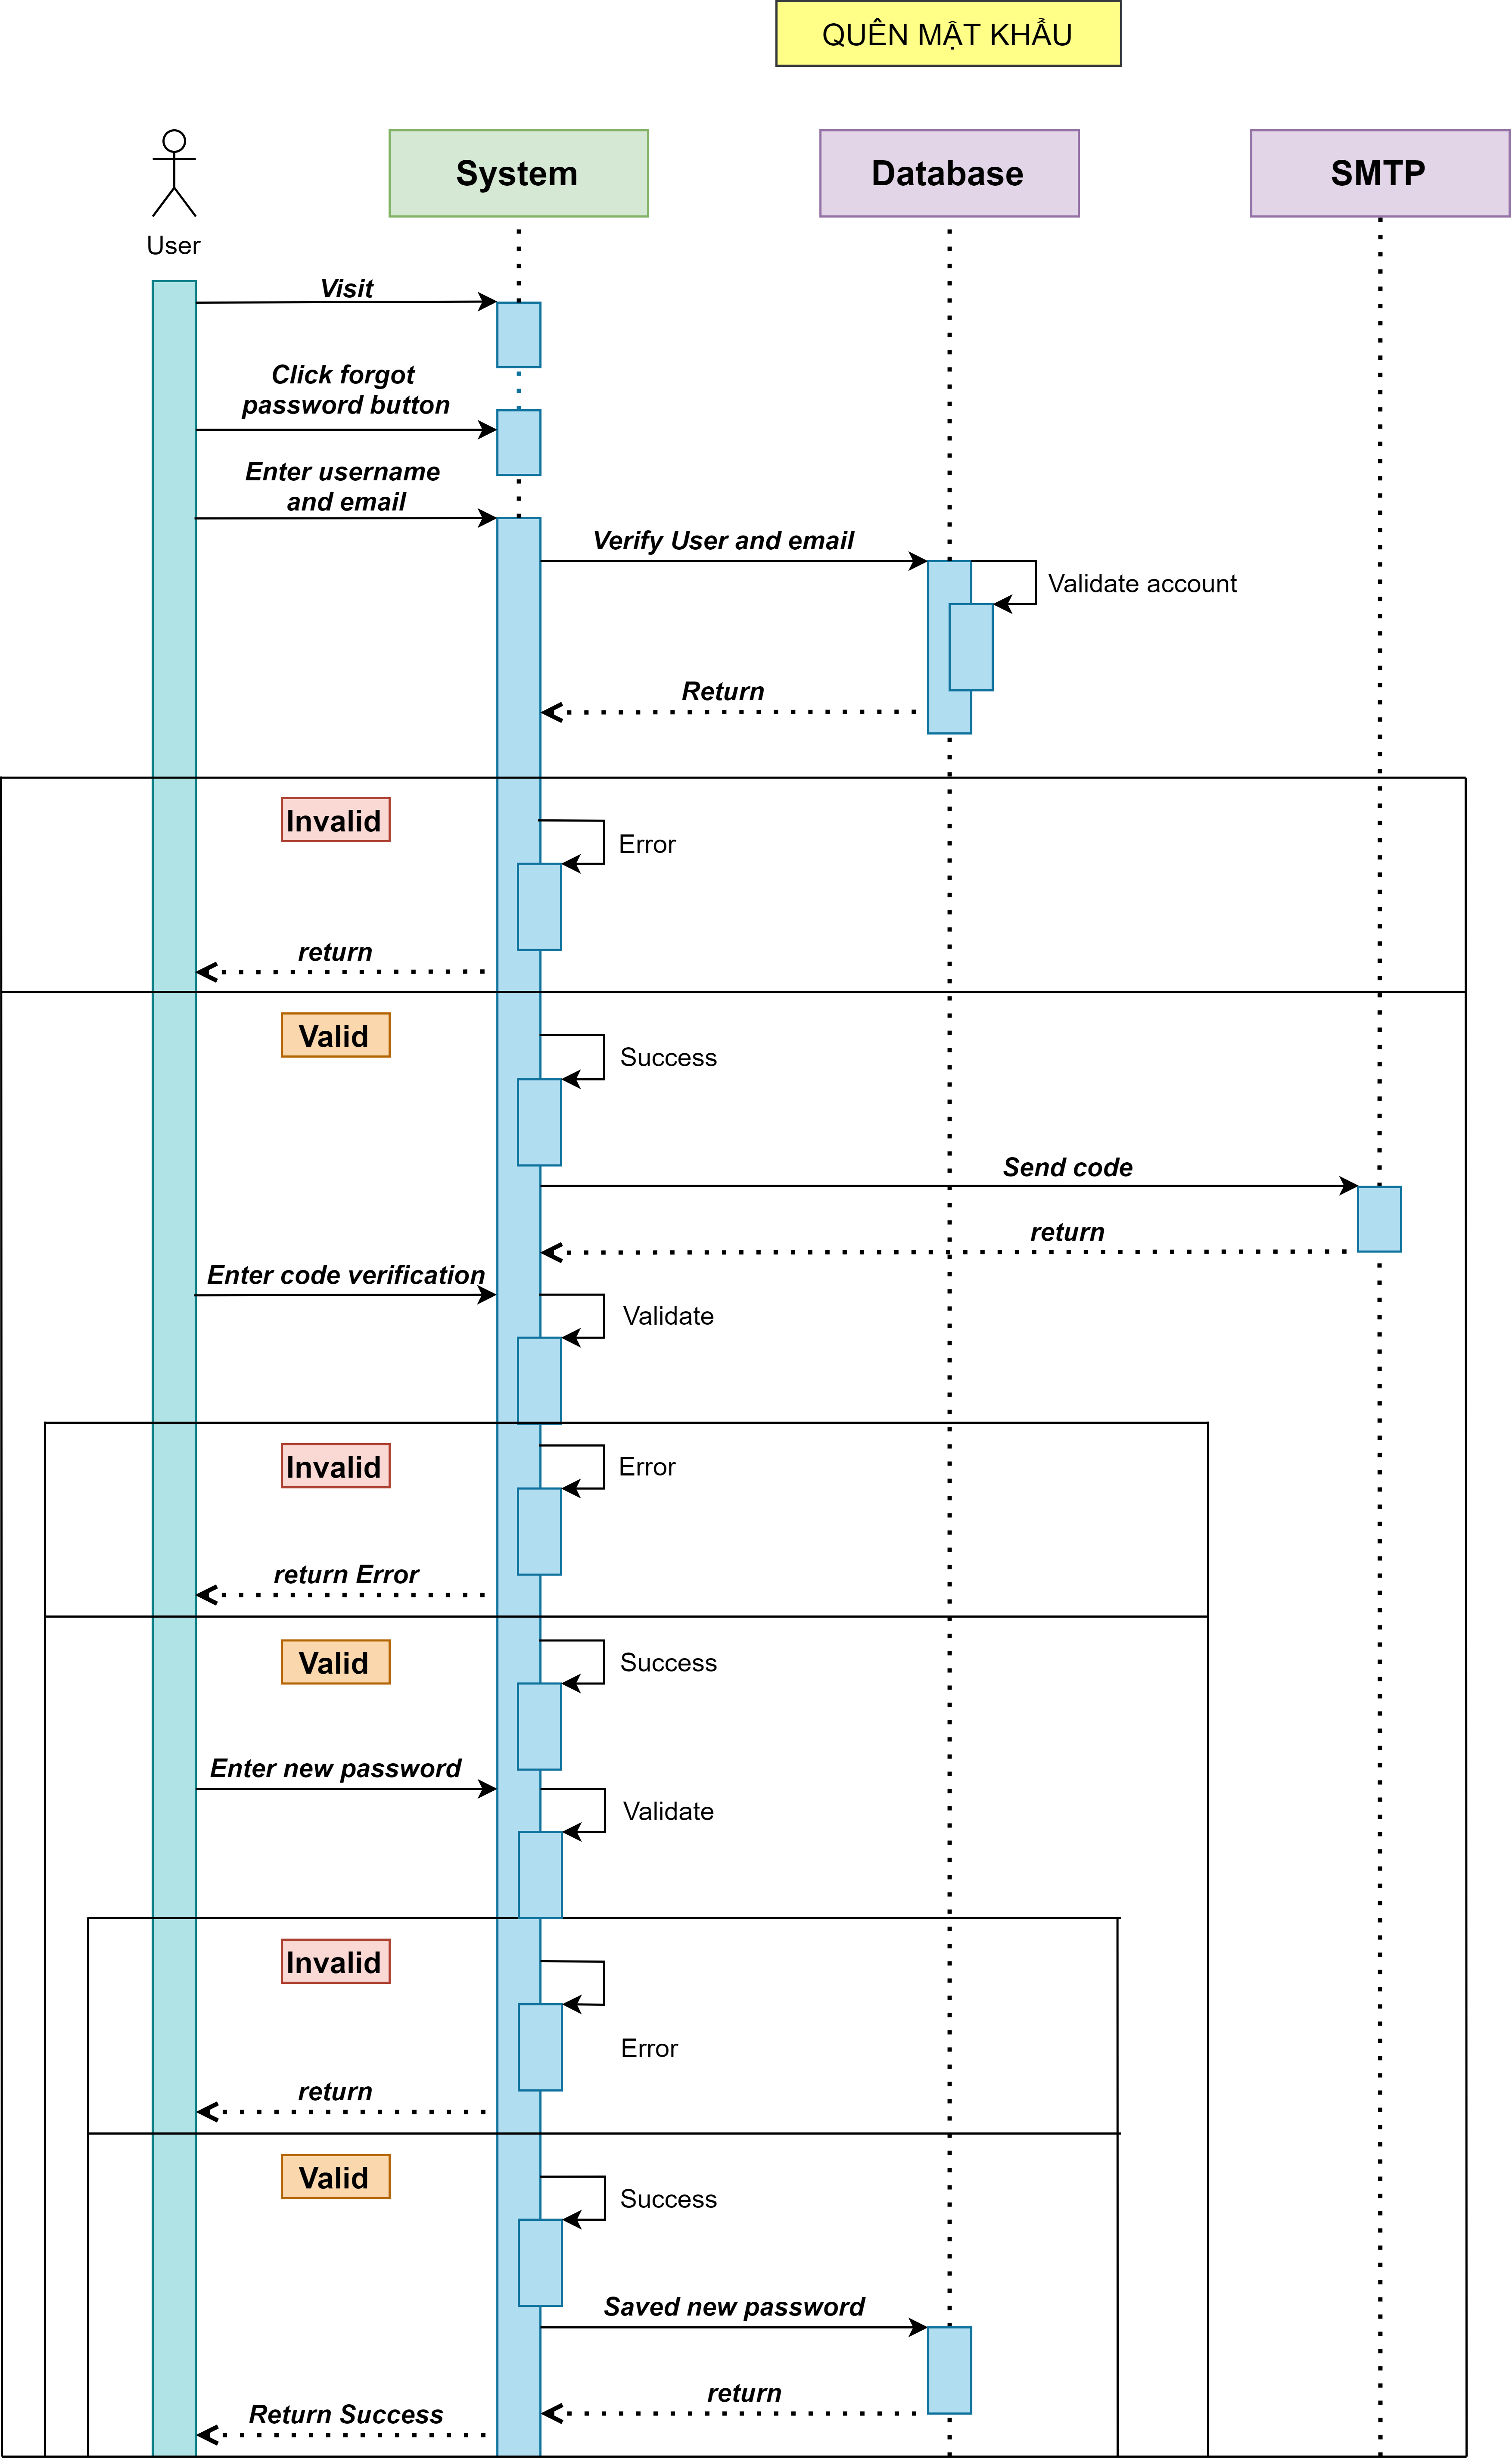 QUÊN MẬT KHẨU
System
Database
SMTP
User
Visit
Click forgot
password button
Enter username
and email
Verify User and email
Validate account
Return
Invalid
Error
return
Valid
Success
Send code
return
Enter code verification
Validate
Invalid
Error
return Error
Valid
Success
Enter new password
Validate
Invalid
Error
return
Valid
Success
Saved new password
return
Return Success